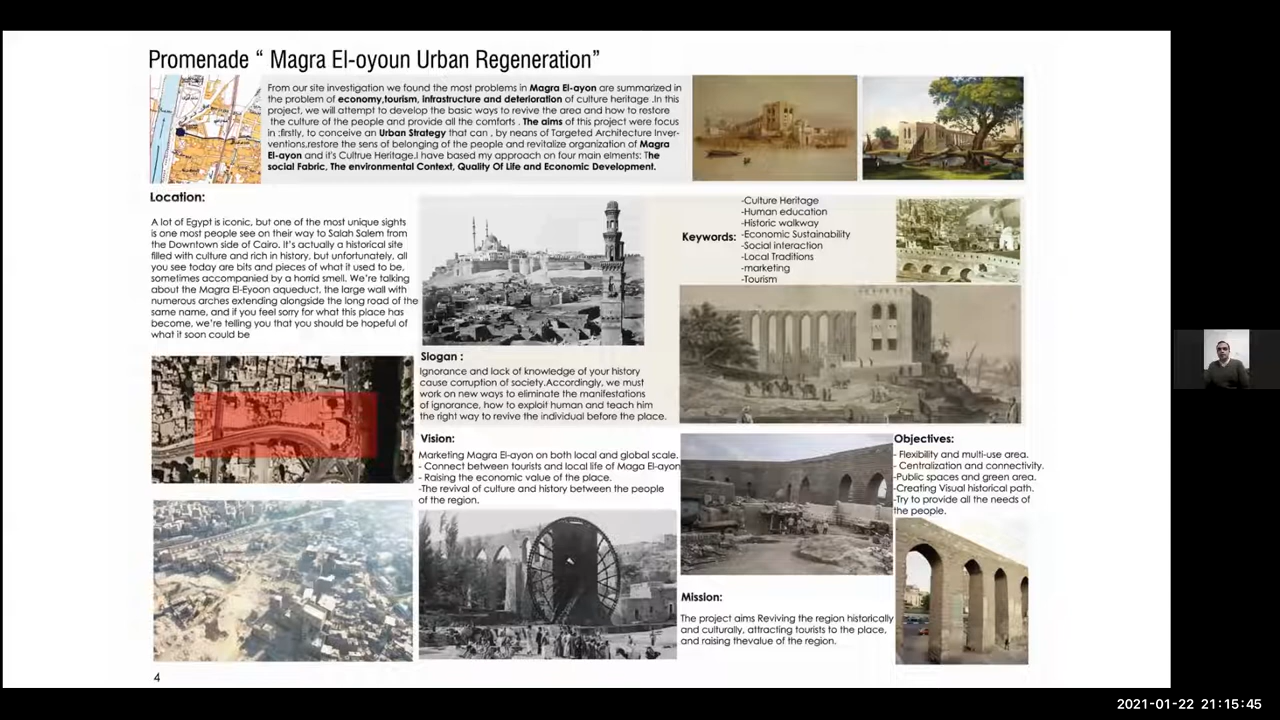 Promenade “ Magra El-oyoun Urban Regeneration”
From our site investigation we found the most problems in Magra El-ayon are summarized in
the problem of economy,tourism, infrastructure and deterioration of culture heritage .In this
project, we will attempt to develop the basic ways to revive the area and how to restore
the culture of the people and provide all the comforts . The aims of this project were focus
in :firstly, to conceive an Urban Strategy that can , by neans of Targeted Architecture Inver-
ventions,restore the sens of belonging of the people and revitalize organization of Magra
El-ayon and it's Cultrue Heritage.I have based my approach on four main elments: The
social Fabric, The environmental Context, Quality Of Life and Economic Development.
Location:
A lot of Egypt is iconic, but one of the most unique sights
is one most people see on their way to Salah Salem from
the Downtown side of Cairo. It’s actually a historical site
filled with culture and rich in history, but unfortunately, all
you see today are bits and pieces of what it used to be,
sometimes accompanied by a horrid smell. We’re talking
about the Magra El-Eyoon aqueduct, the large wall with
numerous arches extending alongside the long road of the
same name, and if you feel sorry for what this place has
become, we’re telling you that you should be hopeful of
what it soon could be
Slogan :
Ignorance and lack of knowledge of your history
cause corruption of society.Accordingly, we must
work on new ways to eliminate the manifestations
of ignorance, how to exploit human and teach him
the right way to revive the individual before the place.
Vision:
Marketing Magra El-ayon on both local and global scale.
- Connect between tourists and local life of Maga El-ayon
- Raising the economic value of the place.
-The revival of culture and history between the people
of the region.
Keywords:
-Culture Heritage
-Human education
-Historic walkway
-Economic Sustainability
-Social interaction
-Local Traditions
-marketing
-Tourism
Mission:
The project aims Reviving the region historically
and culturally, attracting tourists to the place,
and raising thevalue of the region.
Objectives:
- Flexibility and multi-use area.
- Centralization and connectivity.
-Public spaces and green area.
-Creating Visual historical path.
-Try to provide all the needs of
the people.
4
2021-01-22 21:15:45